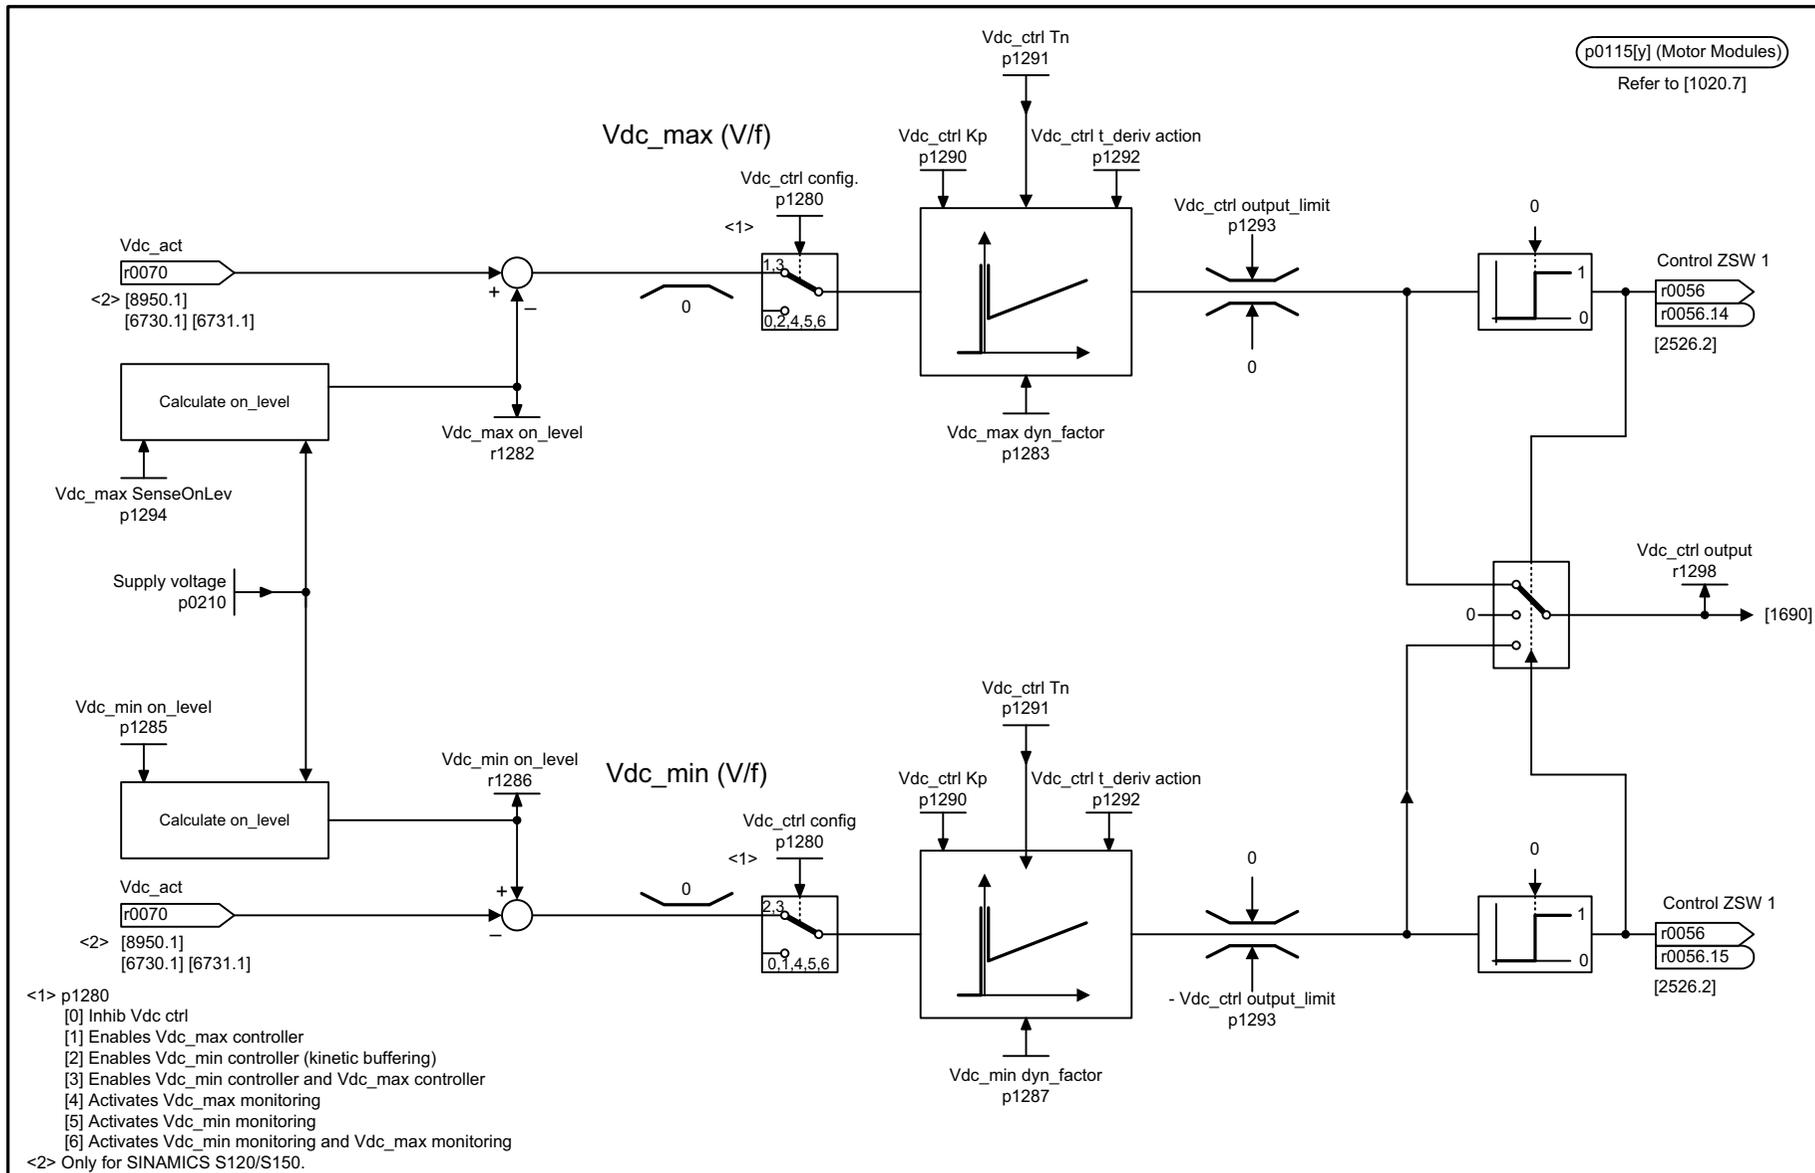 Vdc_ctrl Tn
p1291
p0115[y] (Motor Modules)
Refer to [1020.7]
Vdc_max (V/f)
Vdc_ctrl Kp
p1290
Vdc_ctrl t_deriv action
p1292
Vdc_ctrl config.
p1280
<1>
Vdc_ctrl output_limit
p1293
0
Vdc_act
r0070
<2> [8950.1]
[6730.1] [6731.1]
+
–
0
1,3
0,2,4,5,6
0
1
0
Control ZSW 1
r0056
r0056.14
[2526.2]
Calculate on_level
Vdc_max on_level
r1282
Vdc_max dyn_factor
p1283
Vdc_max SenseOnLev
p1294
Supply voltage
p0210
Vdc_ctrl output
r1298
0
[1690]
Vdc_min on_level
p1285
Vdc_min on_level
r1286
Vdc_min (V/f)
Vdc_ctrl Tn
p1291
Vdc_ctrl Kp
p1290
Vdc_ctrl t_deriv action
p1292
Calculate on_level
Vdc_ctrl config
p1280
<1>
0
0
Vdc_act
r0070
<2> [8950.1]
[6730.1] [6731.1]
+
–
0
2,3
0,1,4,5,6
1
0
Control ZSW 1
r0056
r0056.15
[2526.2]
- Vdc_ctrl output_limit
p1293
Vdc_min dyn_factor
p1287
<1> p1280
[0] Inhib Vdc ctrl
[1] Enables Vdc_max controller
[2] Enables Vdc_min controller (kinetic buffering)
[3] Enables Vdc_min controller and Vdc_max controller
[4] Activates Vdc_max monitoring
[5] Activates Vdc_min monitoring
[6] Activates Vdc_min monitoring and Vdc_max monitoring
<2> Only for SINAMICS S120/S150.